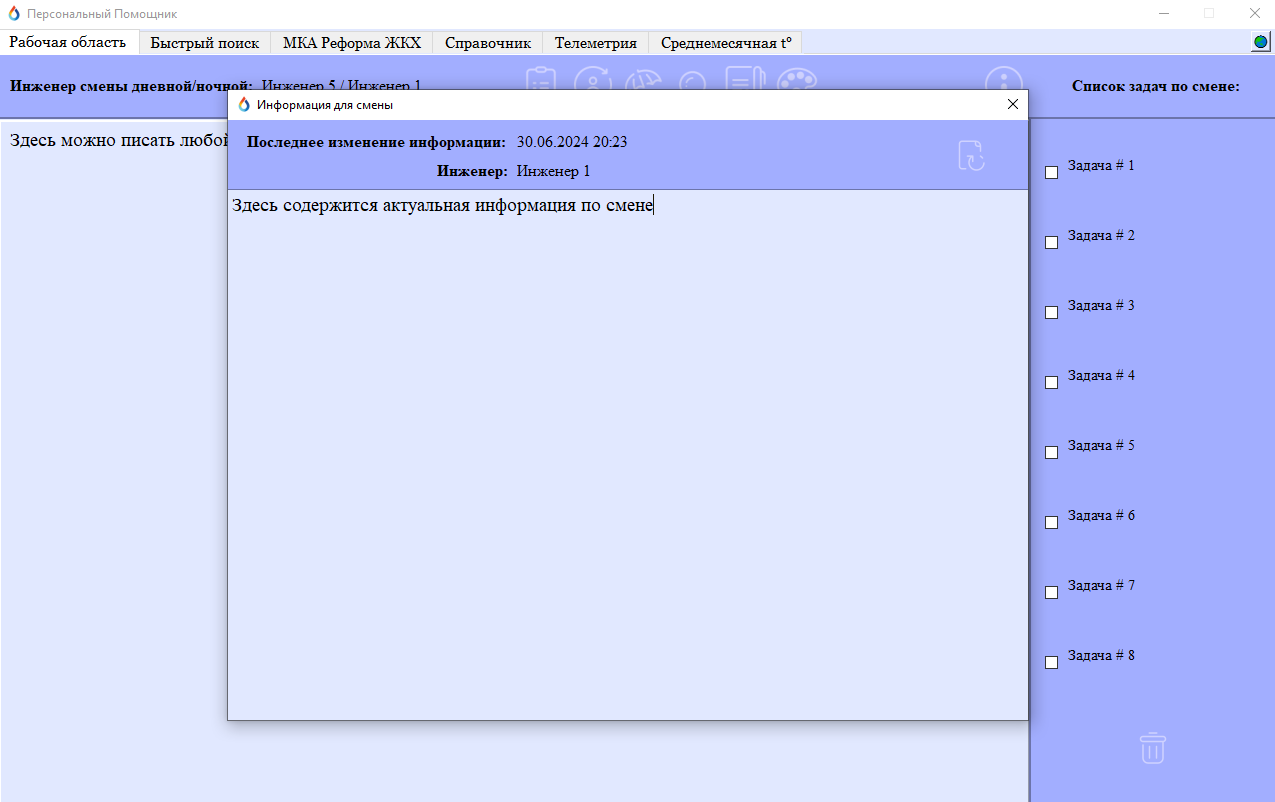 Персональный Помощник
Рабочая область Быстрый поиск МКА Реформа ЖКХ Справочник Телеметрия Среднемесячная t°
Инженер смены дневной/ночной: Инженер 5 / Инженер 1
Список задач по смене:
Здесь можно писать любой
Информация для смены
Последнее изменение информации: 30.06.2024 20:23
Инженер: Инженер 1
Здесь содержится актуальная информация по смене
Задача # 1
Задача # 2
Задача # 3
Задача # 4
Задача # 5
Задача # 6
Задача # 7
Задача # 8